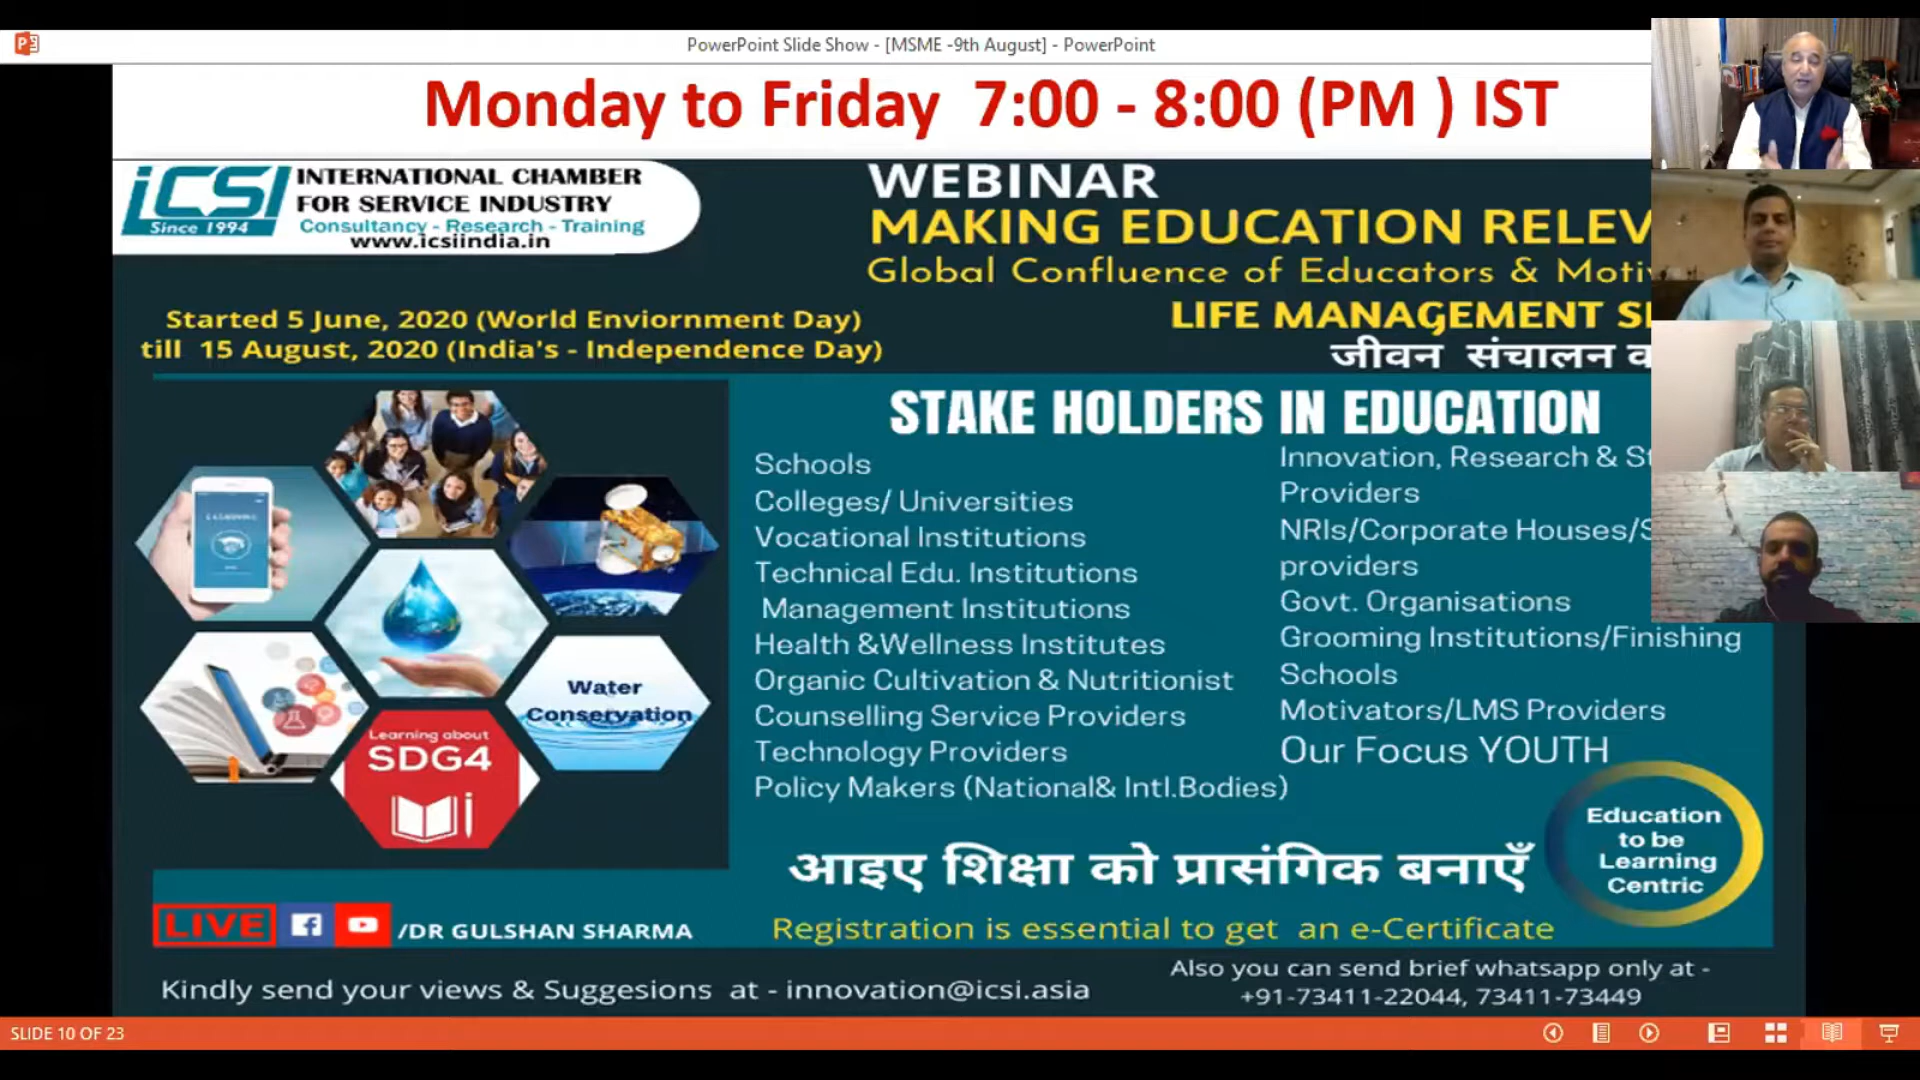 PowerPoint Slide Show - [MSME -9th August] - PowerPoint
Monday to Friday 7:00 - 8:00 (PM ) IST
iCSI
Since 1994
INTERNATIONAL CHAMBER
FOR SERVICE INDUSTRY
Consultancy - Research - Training
www.icsiindia.in
WEBINAR
MAKING EDUCATION RELEV
Global Confluence of Educators & Moti
LIFE MANAGEMENT S
जीवन संचालन क
Started 5 June, 2020 (World Enviornment Day)
till 15 August, 2020 (India's - Independence Day)
STAKE HOLDERS IN EDUCATION
Schools
Colleges/ Universities
Vocational Institutions
Technical Edu. Institutions
Management Institutions
Health &Wellness Institutes
Organic Cultivation & Nutritionist
Counselling Service Providers
Technology Providers
Policy Makers (National& Intl.Bodies)
Innovation, Research & St
Providers
NRIs/Corporate Houses/S
providers
Govt. Organisations
Grooming Institutions/Finishing
Schools
Motivators/LMS Providers
Our Focus YOUTH
Water
Conservation
Learning about
SDG4
Education
to be
Learning
Centric
आइए शिक्षा को प्रासंगिक बनाएँ
LIVE
/DR GULSHAN SHARMA
Registration is essential to get an e-Certificate
Kindly send your views & Suggesions at - innovation@icsi.asia
Also you can send brief whatsapp only at -
+91-73411-22044, 73411-73449
SLIDE 10 OF 23